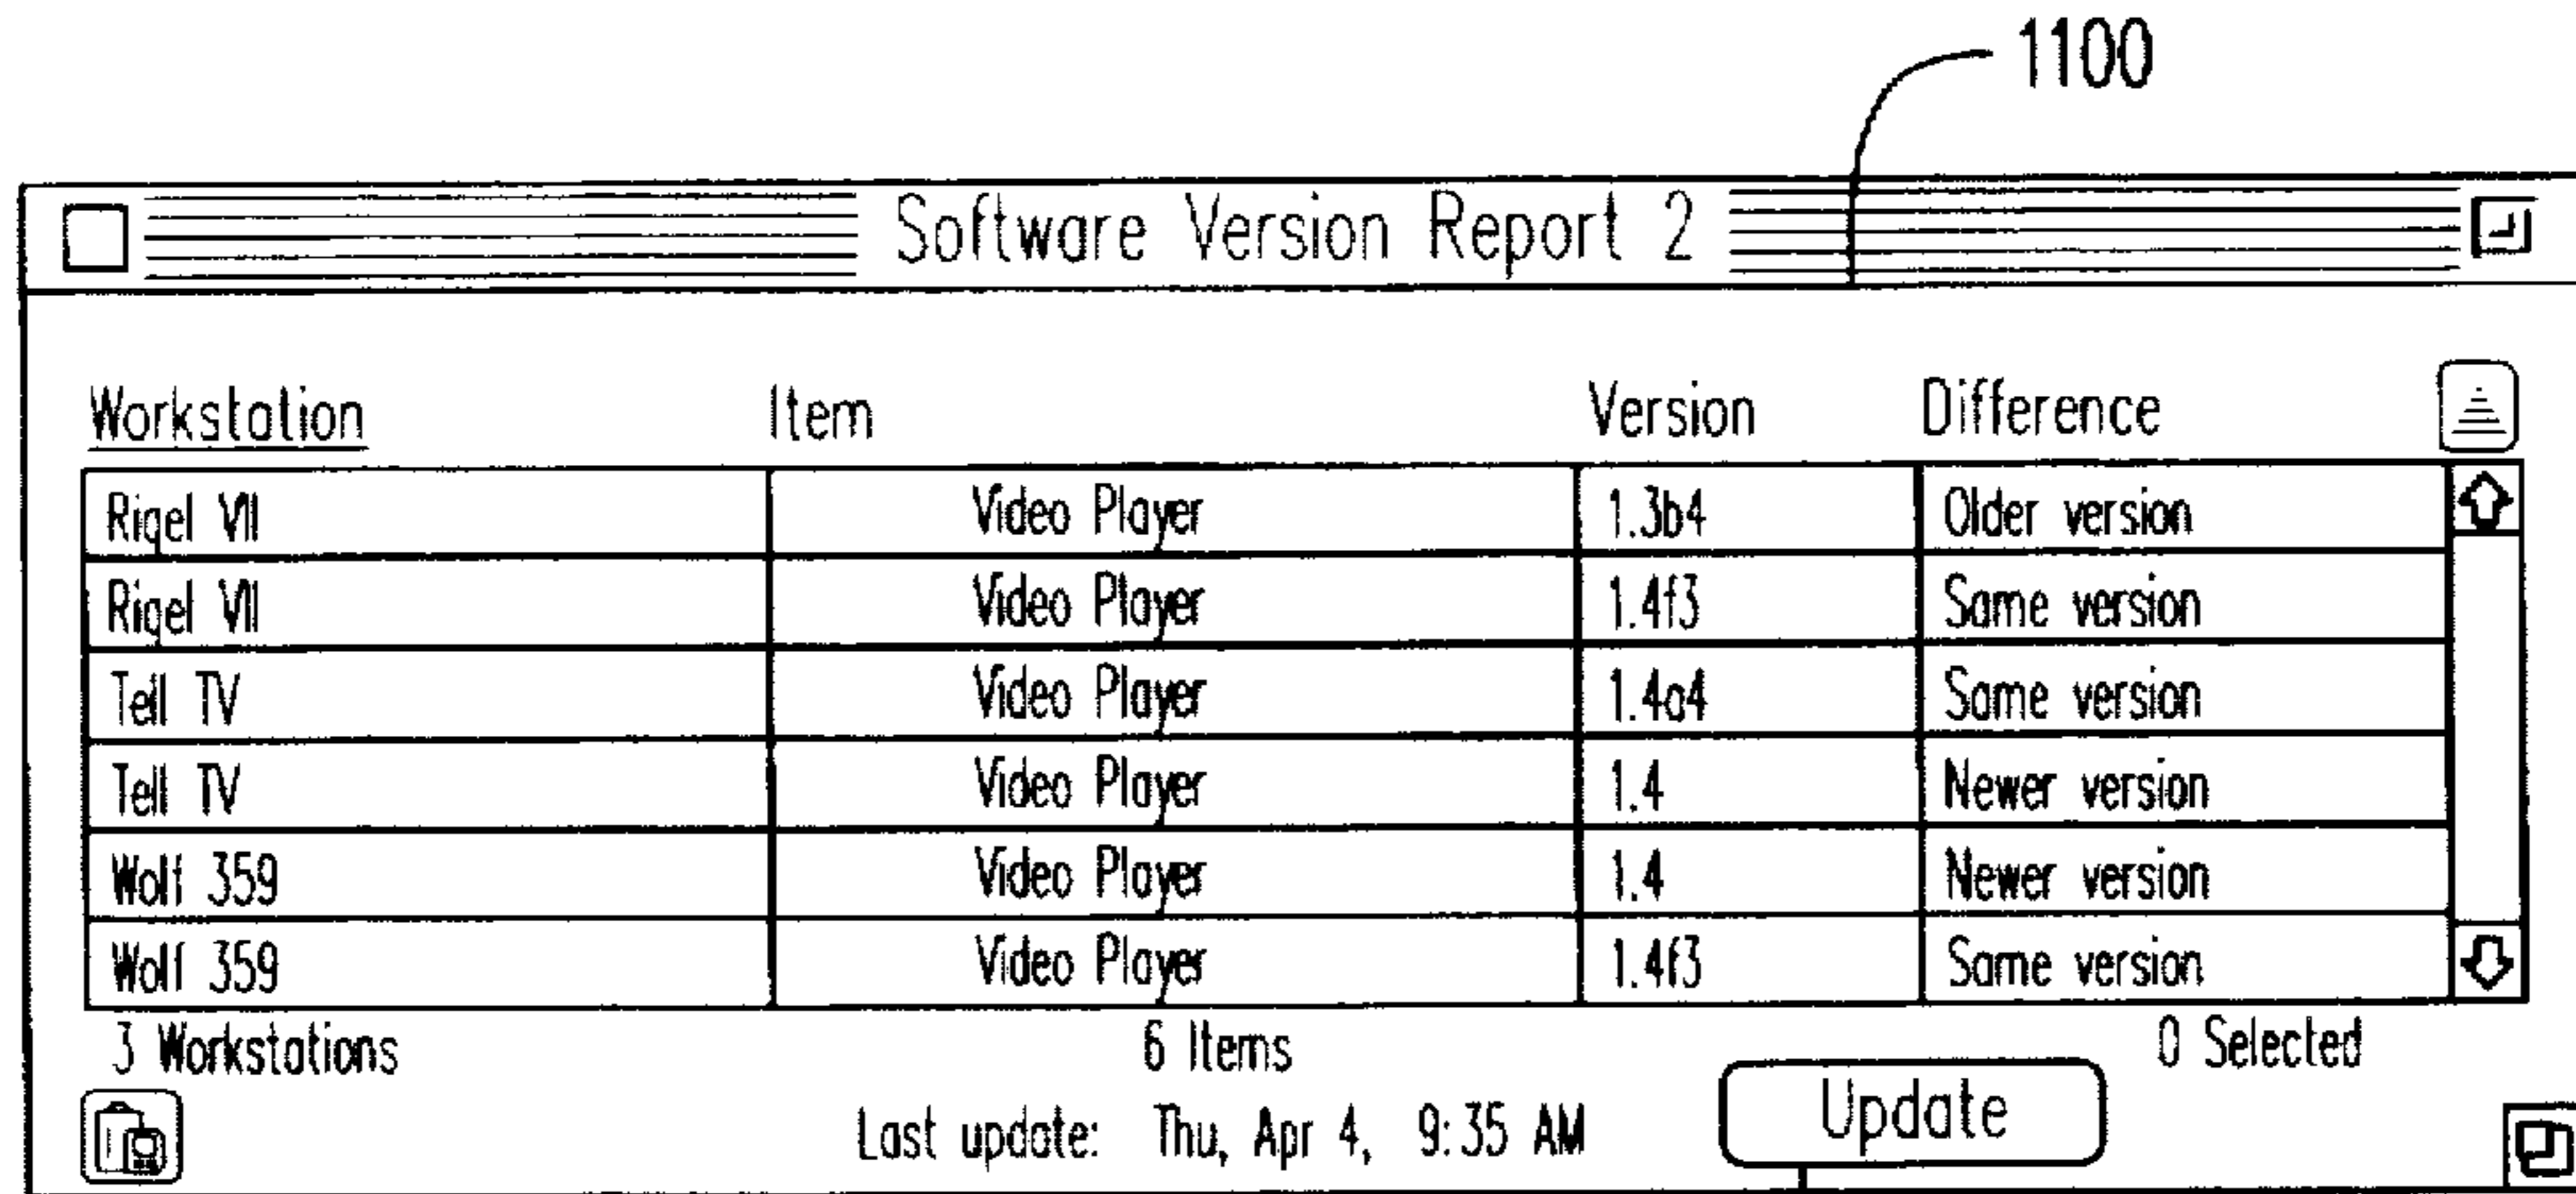 1100
Software Version Report 2
Workstation Item Version Difference
Rigel VII Video Player 1.3b4 Older version
Rigel VII Video Player 1.4f3 Same version
Tell TV Video Player 1.4a4 Same version
Tell TV Video Player 1.4 Newer version
Wolf 359 Video Player 1.4 Newer version
Wolf 359 Video Player 1.4f3 Same version
3 Workstations 6 Items 0 Selected
Last update: Thu, Apr 4, 9:35 AM Update